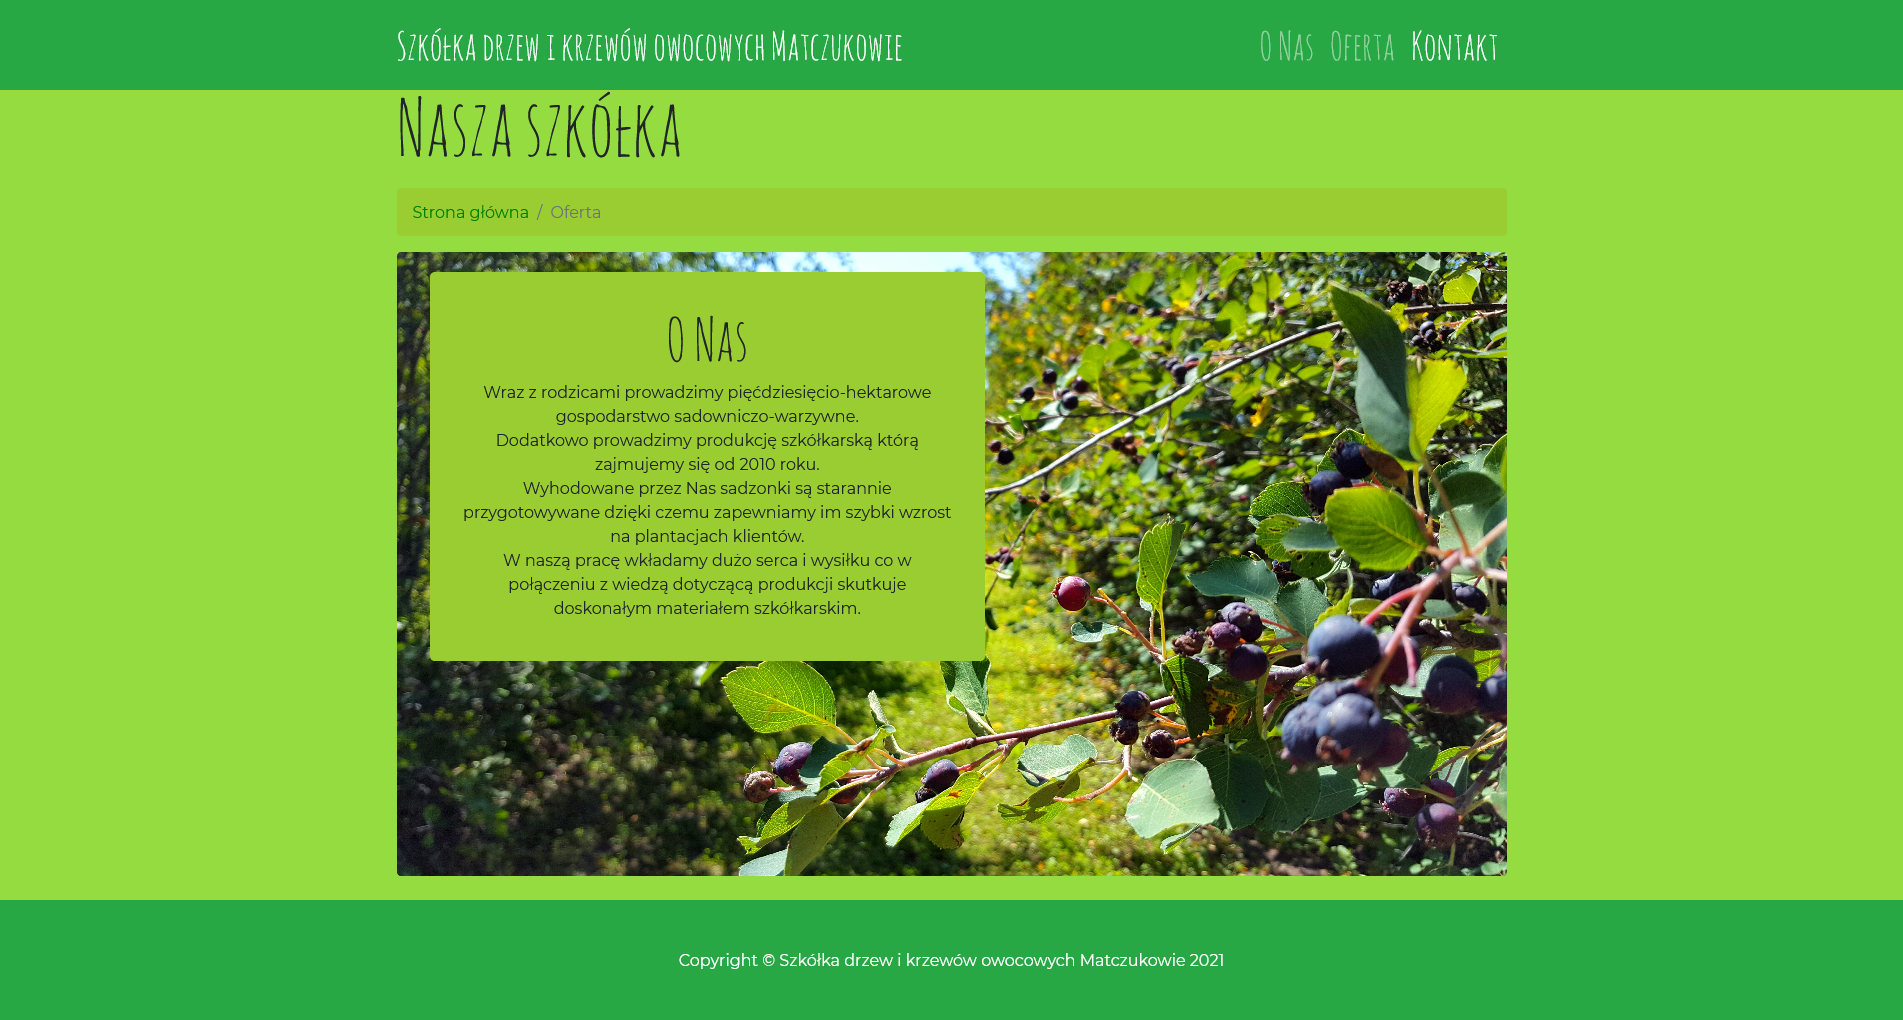 Szkółka drzew i krzewów owocowych Matczukowie
O Nas Oferta Kontakt
Nasza szkółka
Strona główna / Oferta
O Nas
Wraz z rodzicami prowadzimy pięćdziesięcio-hektarowe
gospodarstwo sadowniczo-warzywne.
Dodatkowo prowadzimy produkcję szkółkarską którą
zajmujemy się od 2010 roku.
Wyhodowane przez Nas sadzonki są starannie
przygotowywane dzięki czemu zapewniamy im szybki wzrost
na plantacjach klientów.
W naszą pracę wkładamy dużo serca i wysiłku co w
połączeniu z wiedzą dotyczącą produkcji skutkuje
doskonałym materiałem szkółkarskim.
Copyright © Szkółka drzew i krzewów owocowych Matczukowie 2021